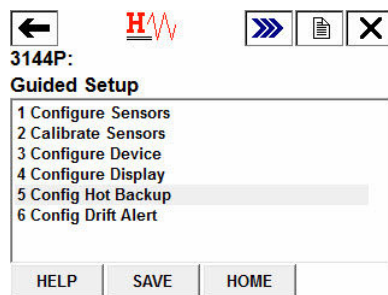 H
3144P:
Guided Setup
1 Configure Sensors
2 Calibrate Sensors
3 Configure Device
4 Configure Display
5 Config Hot Backup
6 Config Drift Alert
HELP SAVE HOME